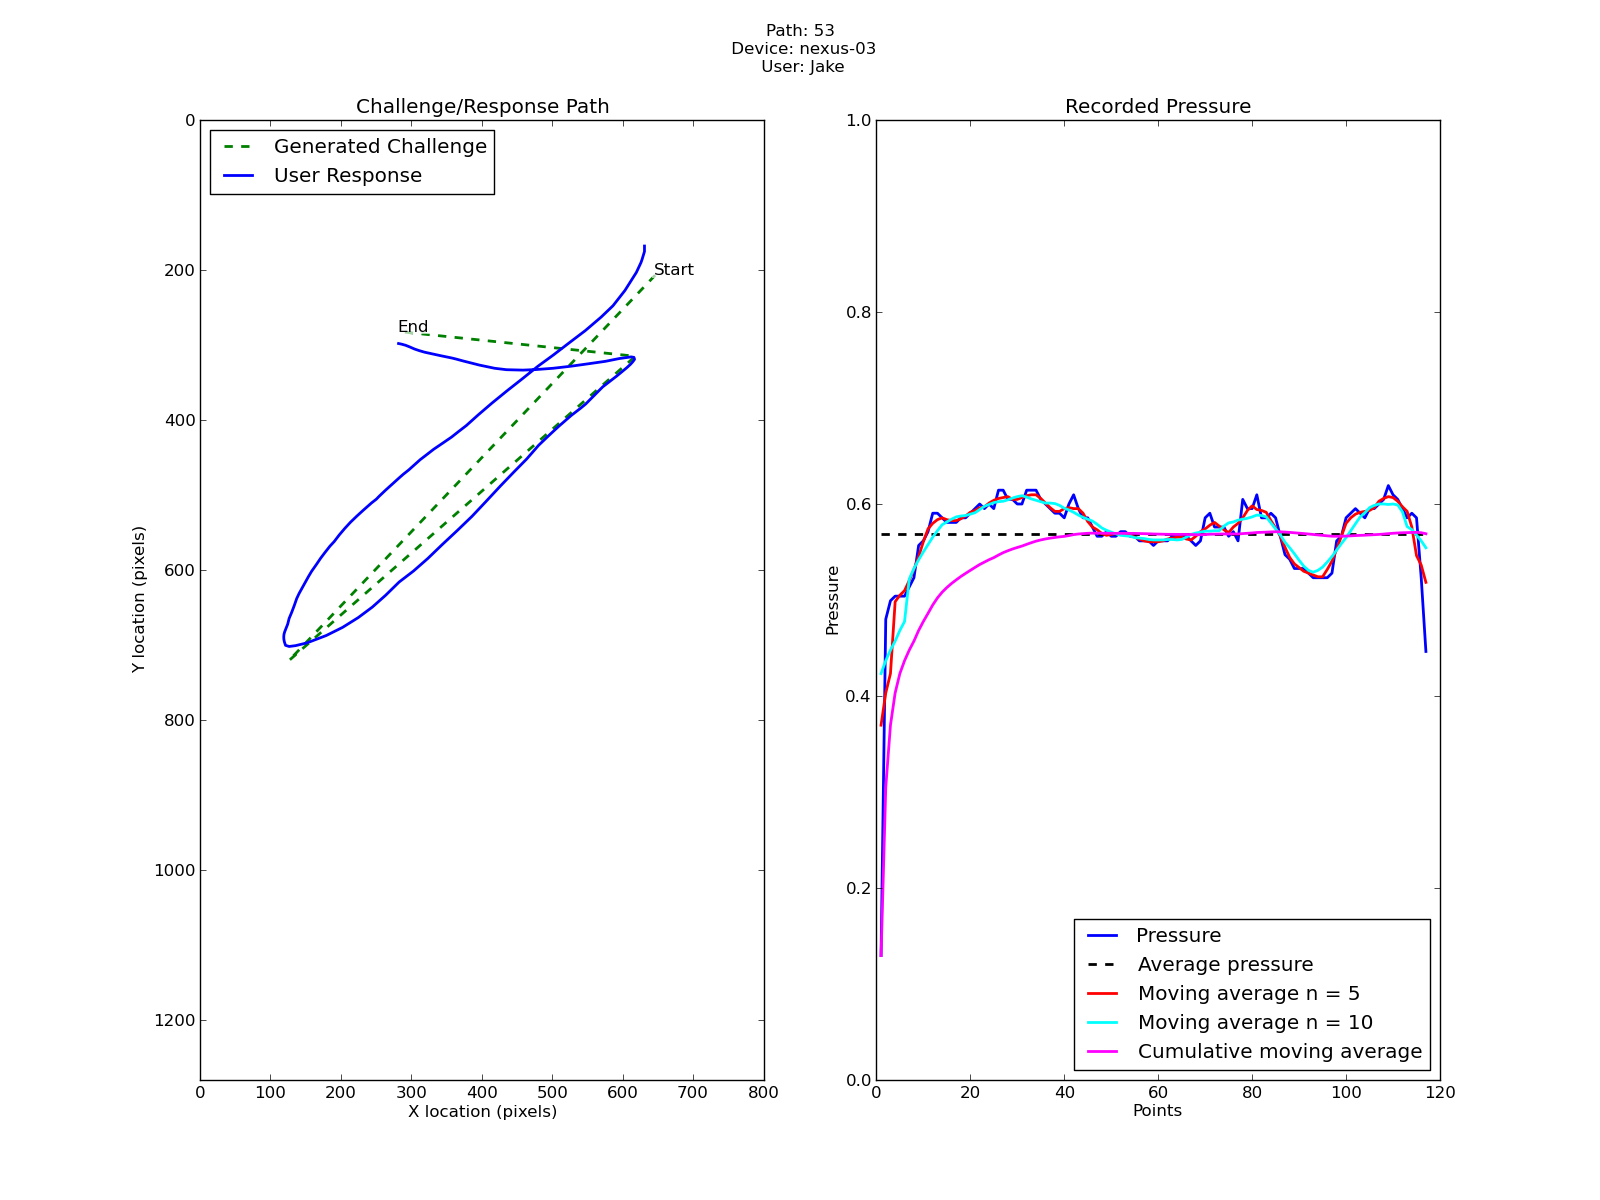 Path: 53
Device: nexus-03
User: Jake
Challenge/Response Path
Generated Challenge
User Response
Start
End
0
200
400
600
800
1000
1200
Y location (pixels)
0 100 200 300 400 500 600 700 800
X location (pixels)
Recorded Pressure
1.0
0.8
0.6
0.4
0.2
0.0
Pressure
Pressure
Average pressure
Moving average n = 5
Moving average n = 10
Cumulative moving average
0 20 40 60 80 100 120
Points